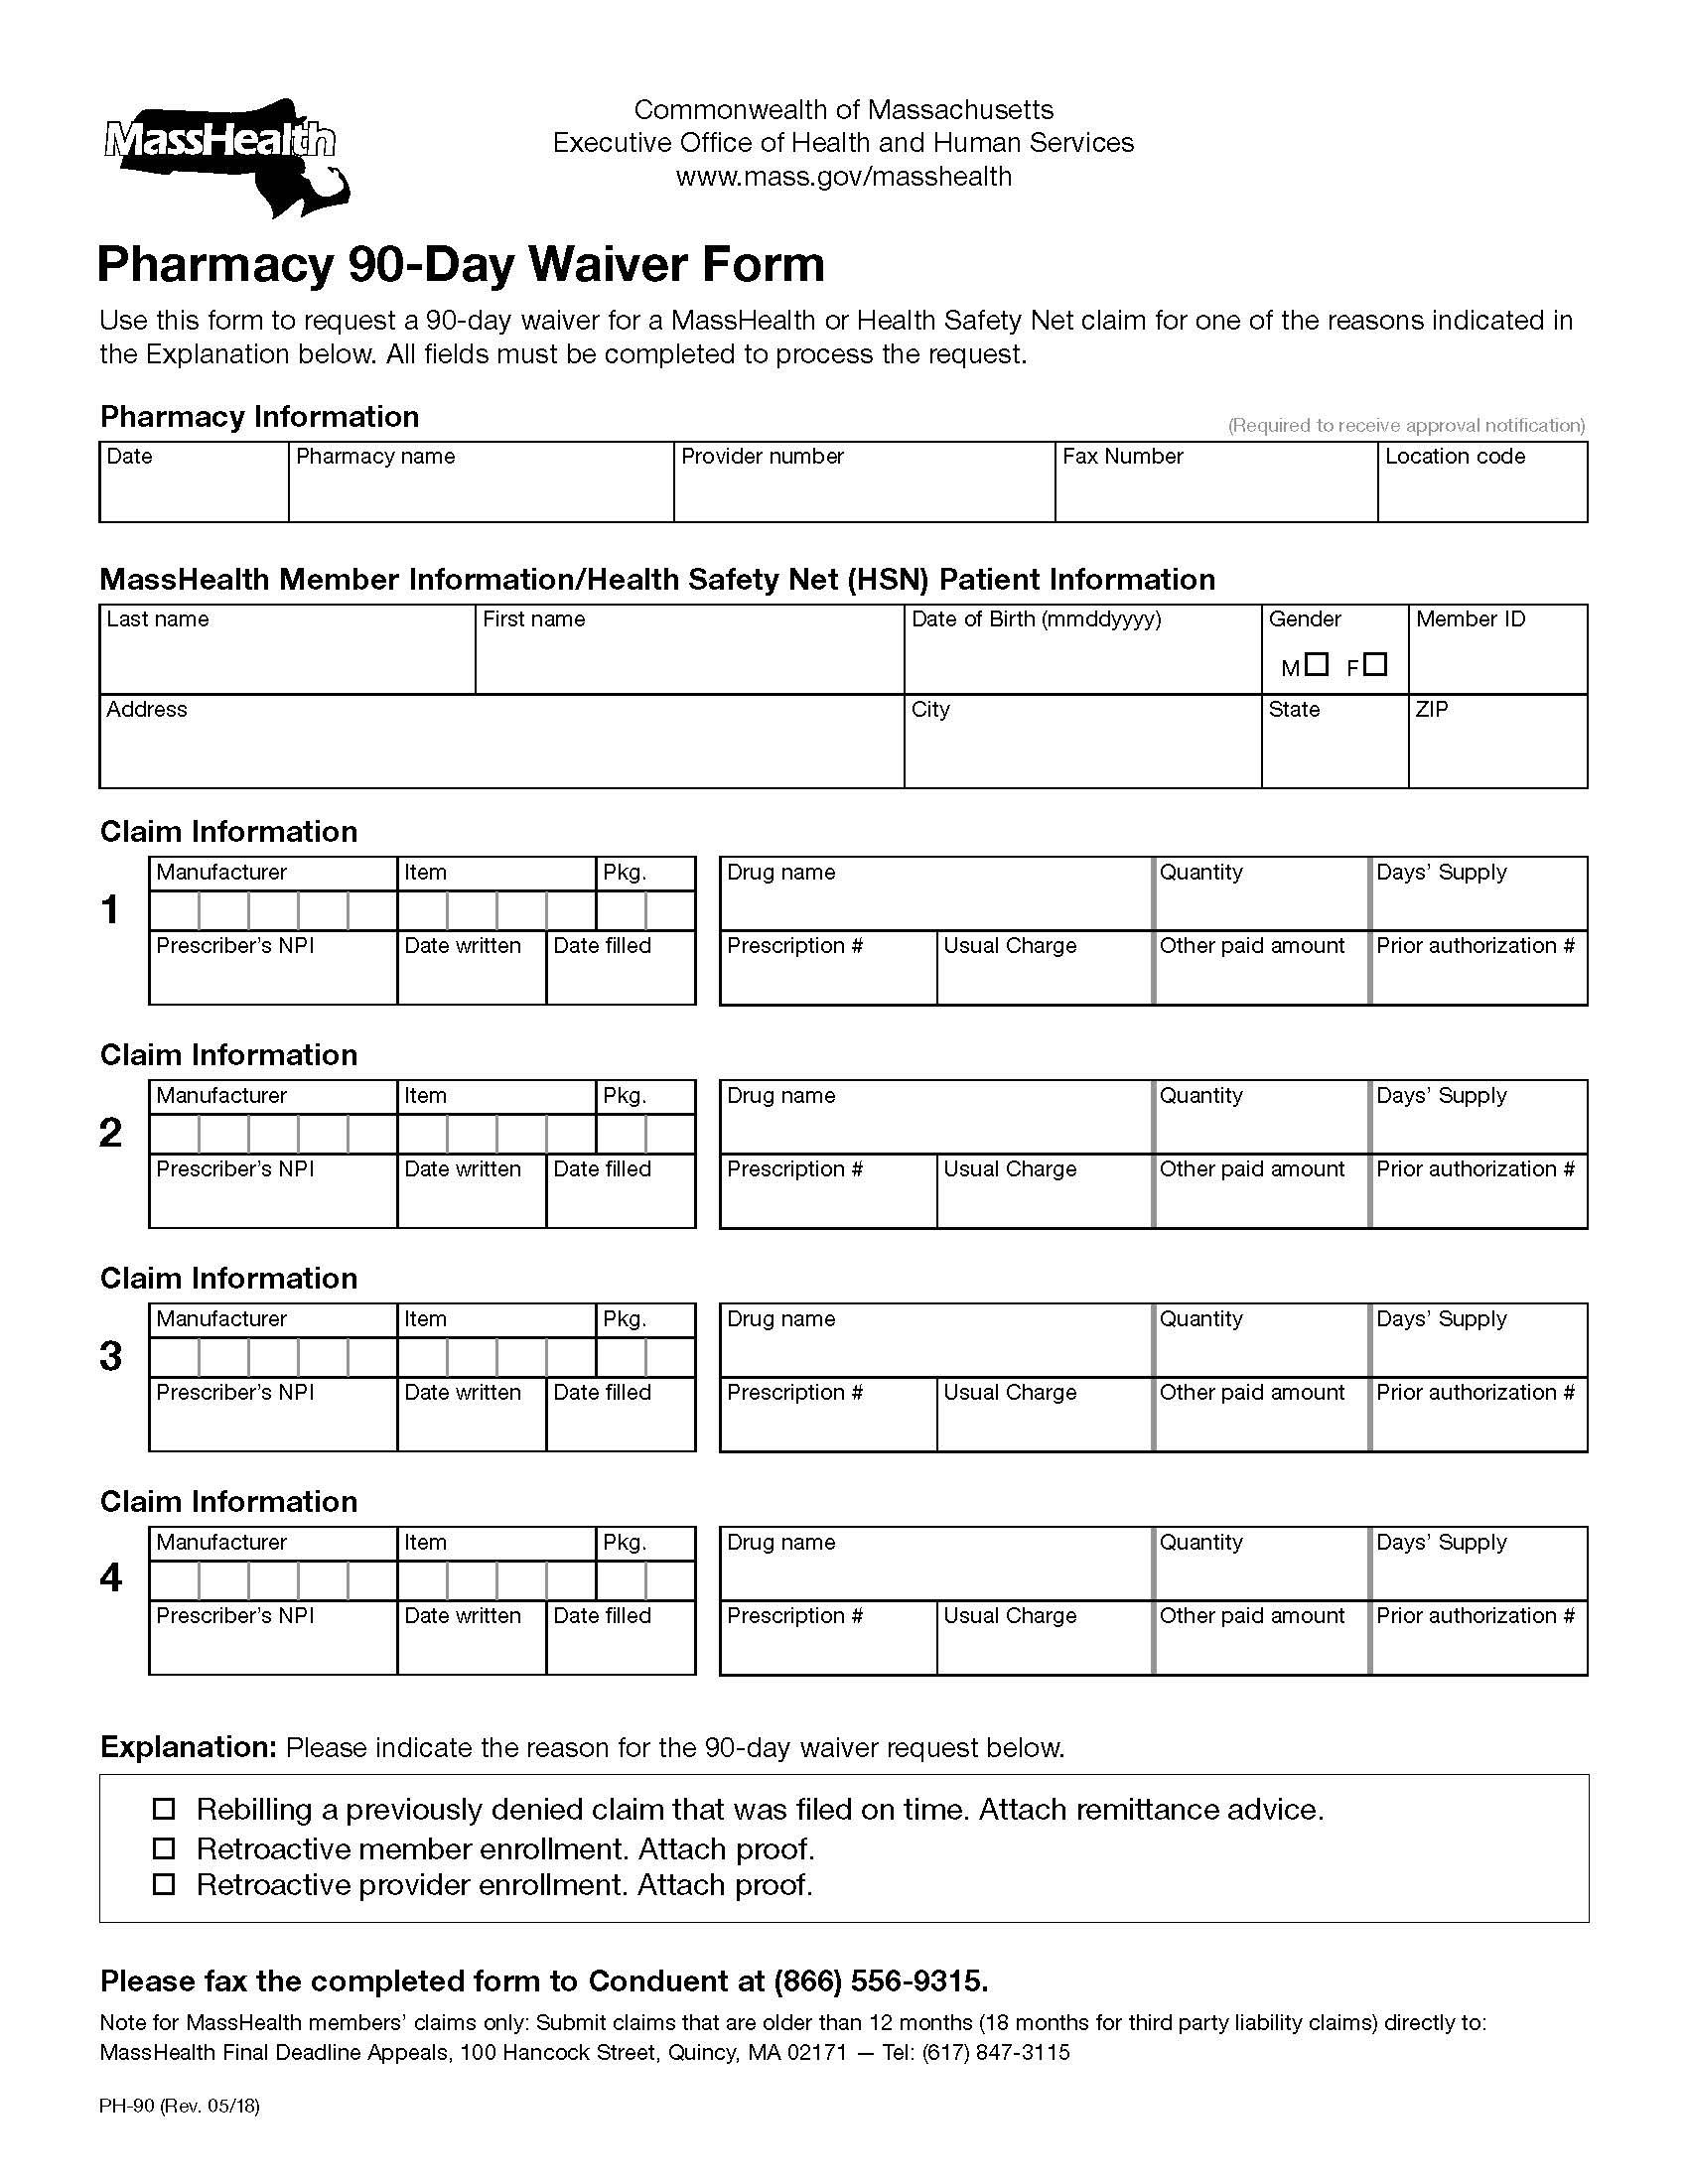 MassHealth
Commonwealth of Massachusetts
Executive Office of Health and Human Services
www.mass.gov/masshealth
Pharmacy 90-Day Waiver Form
Use this form to request a 90-day waiver for a MassHealth or Health Safety Net claim for one of the reasons indicated in
the Explanation below. All fields must be completed to process the request.
Pharmacy Information (Required to receive approval notification)
Date Pharmacy name Provider number Fax Number Location code
MassHealth Member Information/Health Safety Net (HSN) Patient Information
Last name First name Date of Birth (mmddyyyy) Gender Member ID
M F
Address City State ZIP
Claim Information
1
Manufacturer Item Pkg. Drug name Quantity Days' Supply
Prescriber's NPI Date written Date filled Prescription # Usual Charge Other paid amount Prior authorization #
Claim Information
2
Manufacturer Item Pkg. Drug name Quantity Days' Supply
Prescriber's NPI Date written Date filled Prescription # Usual Charge Other paid amount Prior authorization #
Claim Information
3
Manufacturer Item Pkg. Drug name Quantity Days' Supply
Prescriber's NPI Date written Date filled Prescription # Usual Charge Other paid amount Prior authorization #
Claim Information
4
Manufacturer Item Pkg. Drug name Quantity Days' Supply
Prescriber's NPI Date written Date filled Prescription # Usual Charge Other paid amount Prior authorization #
Explanation: Please indicate the reason for the 90-day waiver request below.
Rebilling a previously denied claim that was filed on time. Attach remittance advice.
Retroactive member enrollment. Attach proof.
Retroactive provider enrollment. Attach proof.
Please fax the completed form to Conduent at (866) 556-9315.
Note for MassHealth members' claims only: Submit claims that are older than 12 months (18 months for third party liability claims) directly to:
MassHealth Final Deadline Appeals, 100 Hancock Street, Quincy, MA 02171 — Tel: (617) 847-3115
PH-90 (Rev. 05/18)